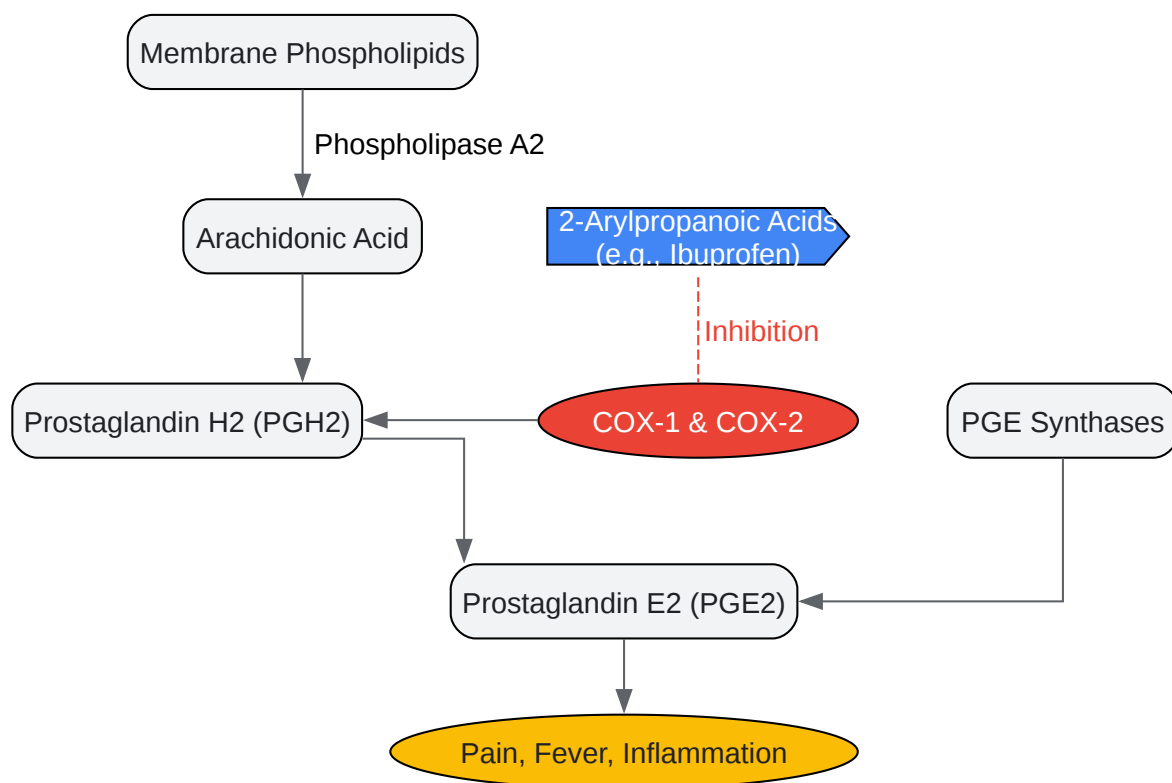 Membrane Phospholipids
Phospholipase A2
Arachidonic Acid
2-Arylpropanoic Acids
(e.g., Ibuprofen)
Inhibition
Prostaglandin H2 (PGH2)
COX-1 & COX-2
PGE Synthases
Prostaglandin E2 (PGE2)
Pain, Fever, Inflammation